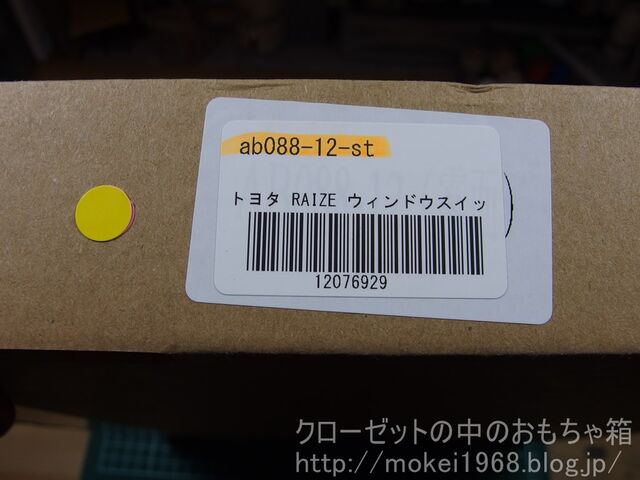 ab088-12-st
トヨタ RAIZE ウィンドウスイッ
12076929
クローゼットの中のおもちゃ箱
http://mokei1968.blog.jp/